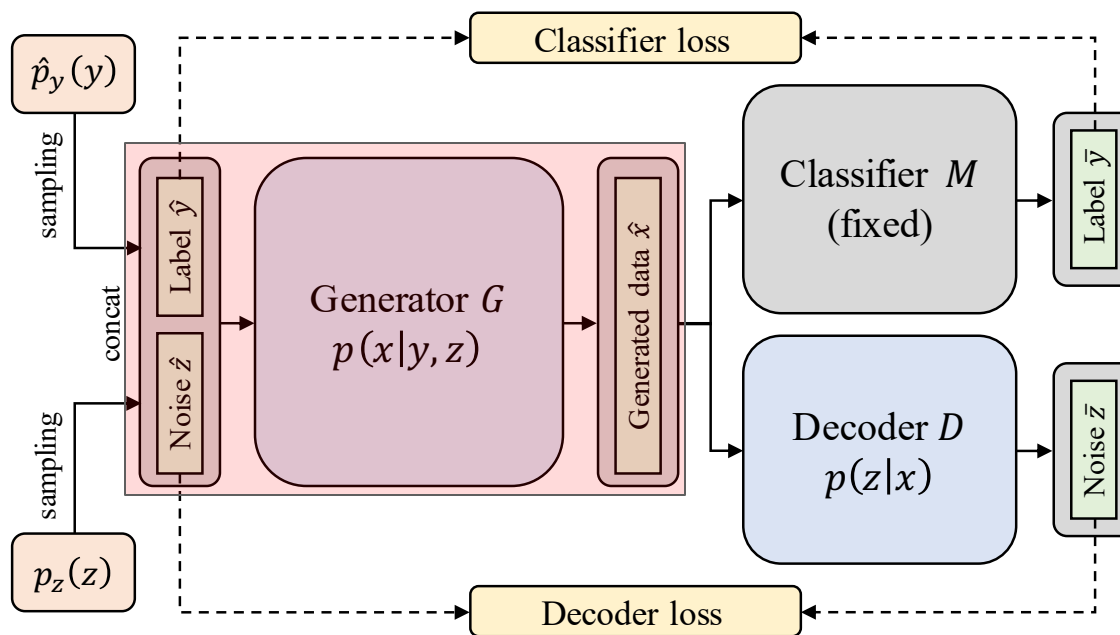 Classifier loss
p̂_y(y)
sampling
concat
sampling
p_z(z)
Label ŷ
Noise ẑ
Generator G
p(x|y, z)
Generated data x̂
Classifier M
(fixed)
Label ȳ
Decoder D
p(z|x)
Noise z̄
Decoder loss